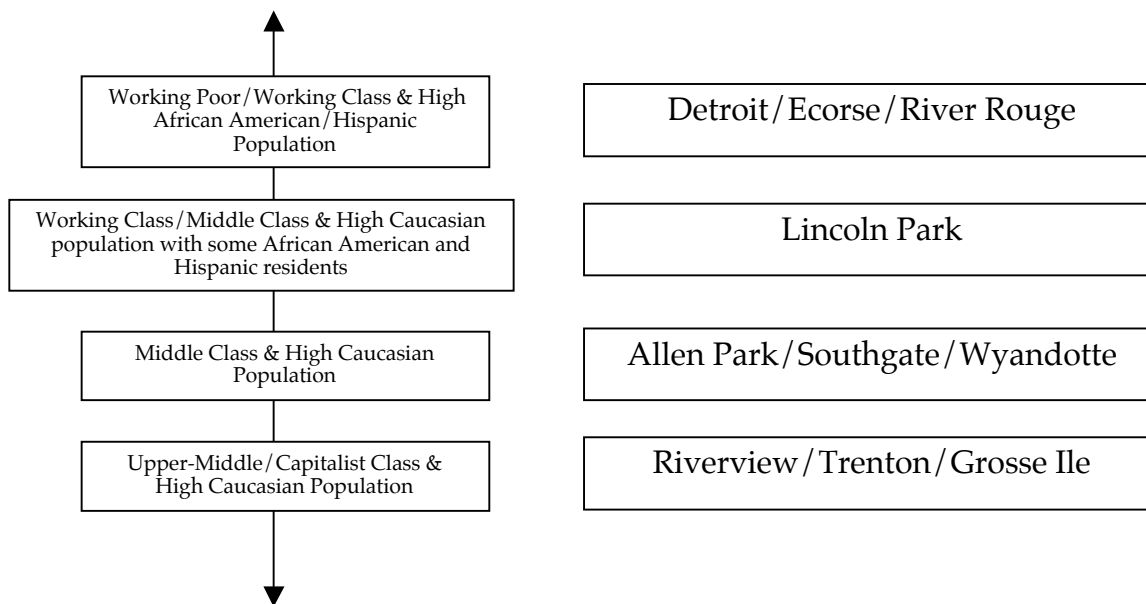 Working Poor/Working Class & High
African American/Hispanic
Population
Detroit/Ecorse/River Rouge
Working Class/Middle Class & High Caucasian
population with some African American and
Hispanic residents
Lincoln Park
Middle Class & High Caucasian
Population
Allen Park/Southgate/Wyandotte
Upper-Middle/Capitalist Class &
High Caucasian Population
Riverview/Trenton/Grosse Ile